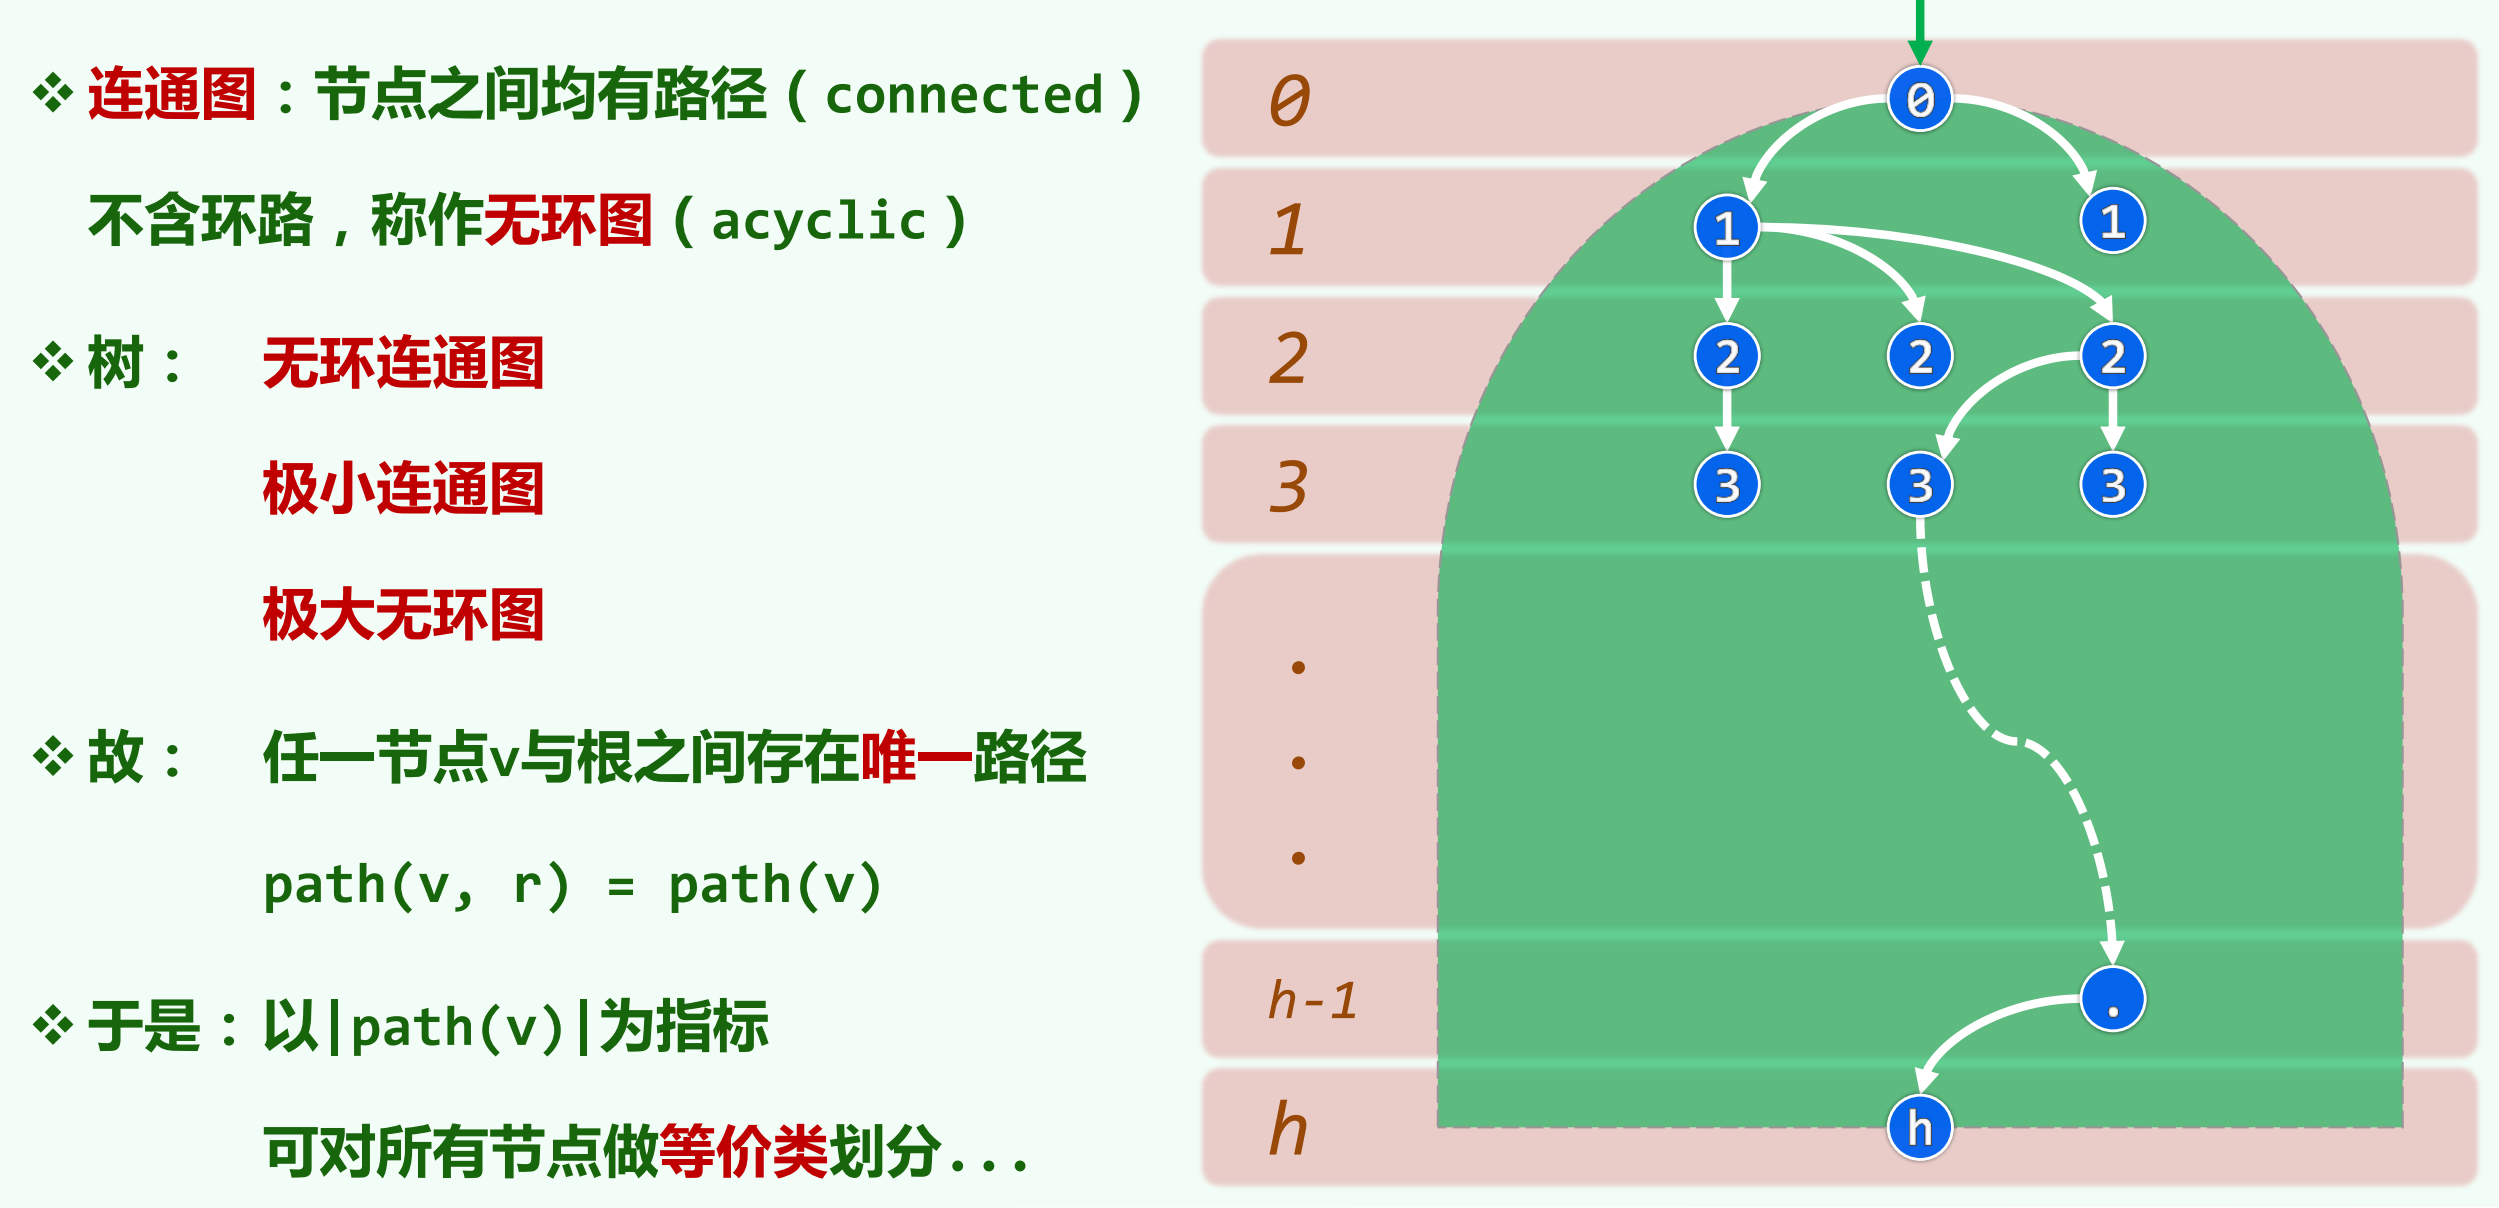 ❖连通图：节点之间均有路径(connected)
不含环路,称作无环图(acyclic)
❖树： 无环连通图
极小连通图
极大无环图
❖故： 任一节点v与根之间存在唯一路径
path(v, r) = path(v)
❖于是：以|path(v)|为指标
可对所有节点做等价类划分...
0 0
1 1 1
2 2 2 2
3 3 3 3
.
.
.
h-1 .
h h